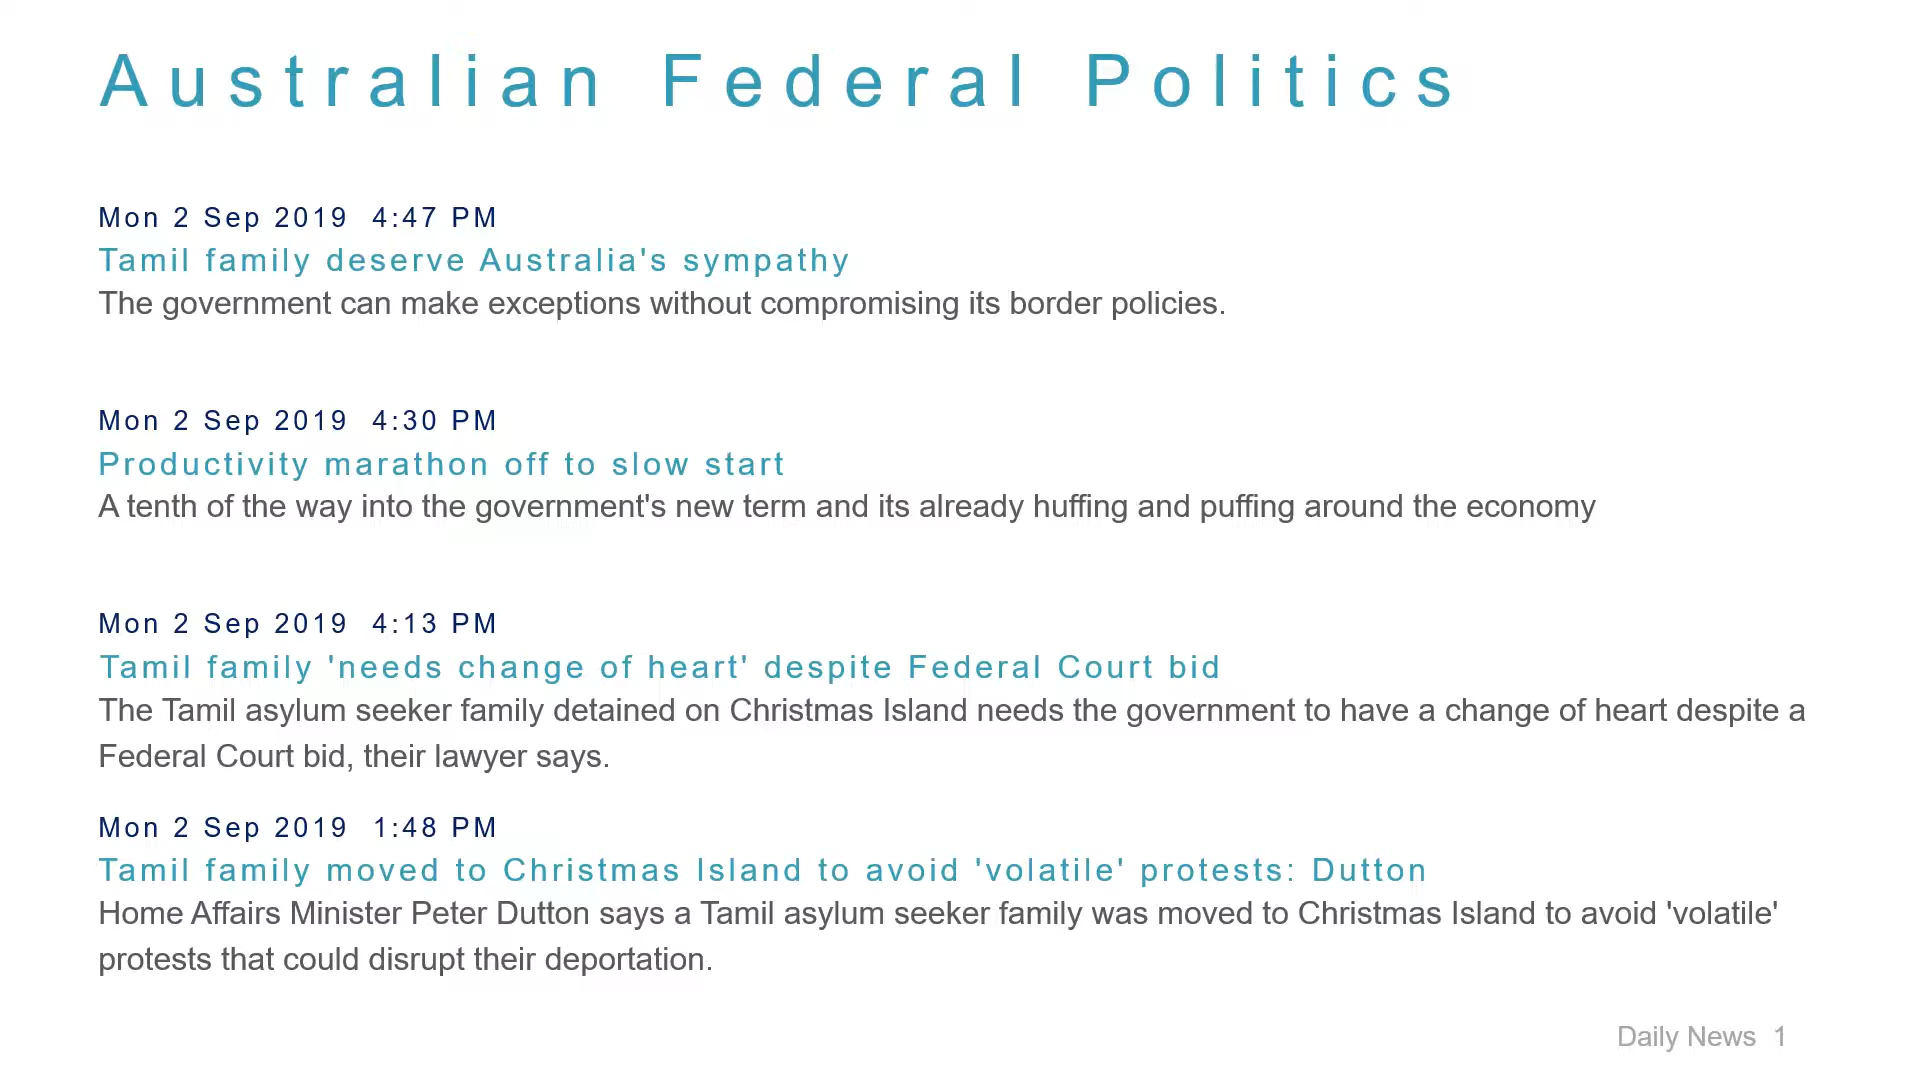 Australian Federal Politics
Mon 2 Sep 2019 4:47 PM
Tamil family deserve Australia's sympathy
The government can make exceptions without compromising its border policies.
Mon 2 Sep 2019 4:30 PM
Productivity marathon off to slow start
A tenth of the way into the government's new term and its already huffing and puffing around the economy
Mon 2 Sep 2019 4:13 PM
Tamil family 'needs change of heart' despite Federal Court bid
The Tamil asylum seeker family detained on Christmas Island needs the government to have a change of heart despite a
Federal Court bid, their lawyer says.
Mon 2 Sep 2019 1:48 PM
Tamil family moved to Christmas Island to avoid 'volatile' protests: Dutton
Home Affairs Minister Peter Dutton says a Tamil asylum seeker family was moved to Christmas Island to avoid 'volatile'
protests that could disrupt their deportation.
Daily News 1